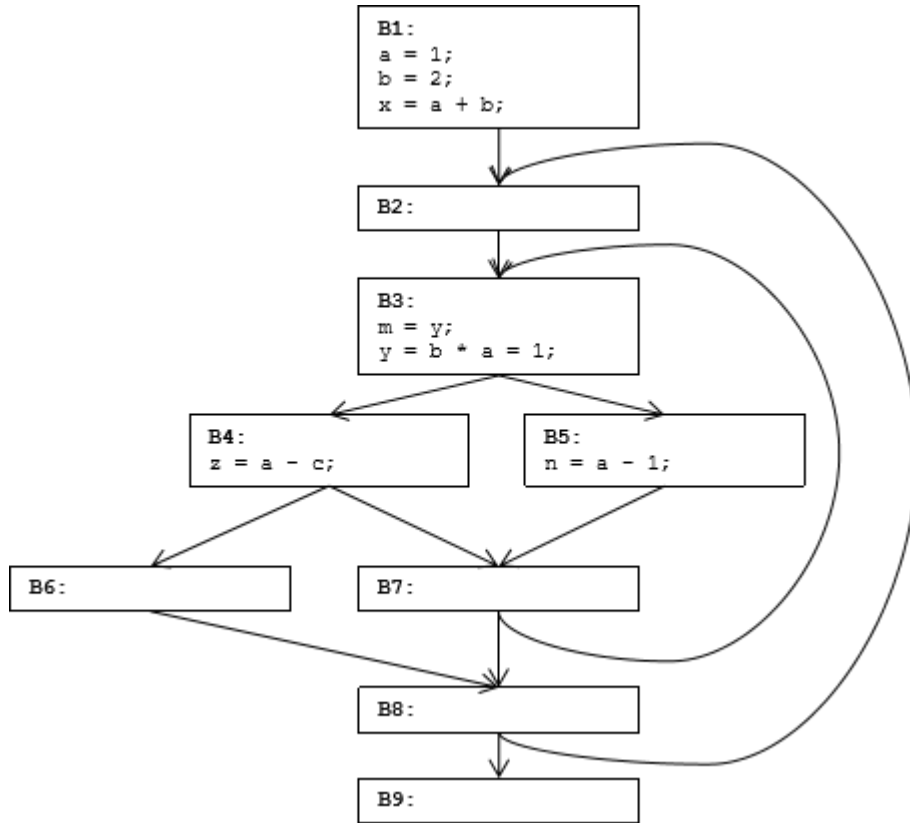 B1:
a = 1;
b = 2;
x = a + b;
B2:
B3:
m = y;
y = b * a = 1;
B4:
z = a - c;
B5:
n = a - 1;
B6:
B7:
B8:
B9: